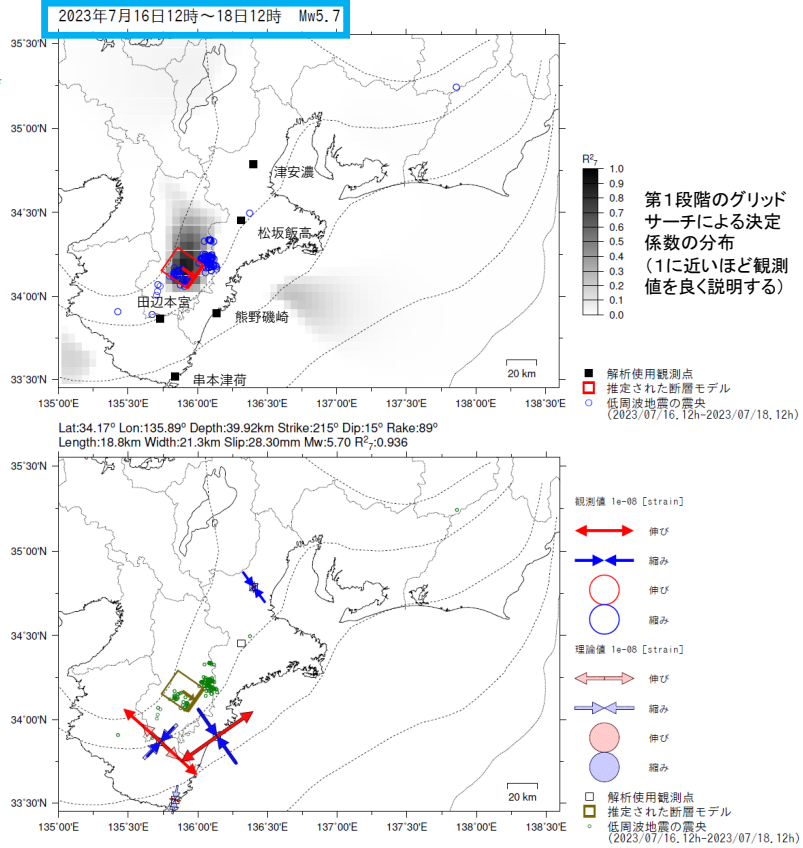 2023年7月16日12時～18日12時 Mw5.7
35°30'N
35°00'N
34°30'N
34°00'N
33°30'N
津安濃
松坂飯高
田辺本宮
熊野磯崎
串本津荷
20 km
135°00'E 135°30'E 136°00'E 136°30'E 137°00'E 137°30'E 138°00'E 138°30'E
R²₇
1.0
0.9
0.8
0.7
0.6
0.5
0.4
0.3
0.2
0.1
0.0
第１段階のグリッド
サーチによる決定
係数の分布
（１に近いほど観測
値を良く説明する）
解析使用観測点
推定された断層モデル
低周波地震の震央
(2023/07/16.12h-2023/07/18.12h)
Lat:34.17° Lon:135.89° Depth:39.92km Strike:215° Dip:15° Rake:89°
Length:18.8km Width:21.3km Slip:28.30mm Mw:5.70 R²₇:0.936
35°30'N
35°00'N
34°30'N
34°00'N
33°30'N
20 km
135°00'E 135°30'E 136°00'E 136°30'E 137°00'E 137°30'E 138°00'E 138°30'E
観測値 1e-08 [strain]
伸び
縮み
伸び
縮み
理論値 1e-08 [strain]
伸び
縮み
伸び
縮み
解析使用観測点
推定された断層モデル
低周波地震の震央
(2023/07/16.12h-2023/07/18.12h)